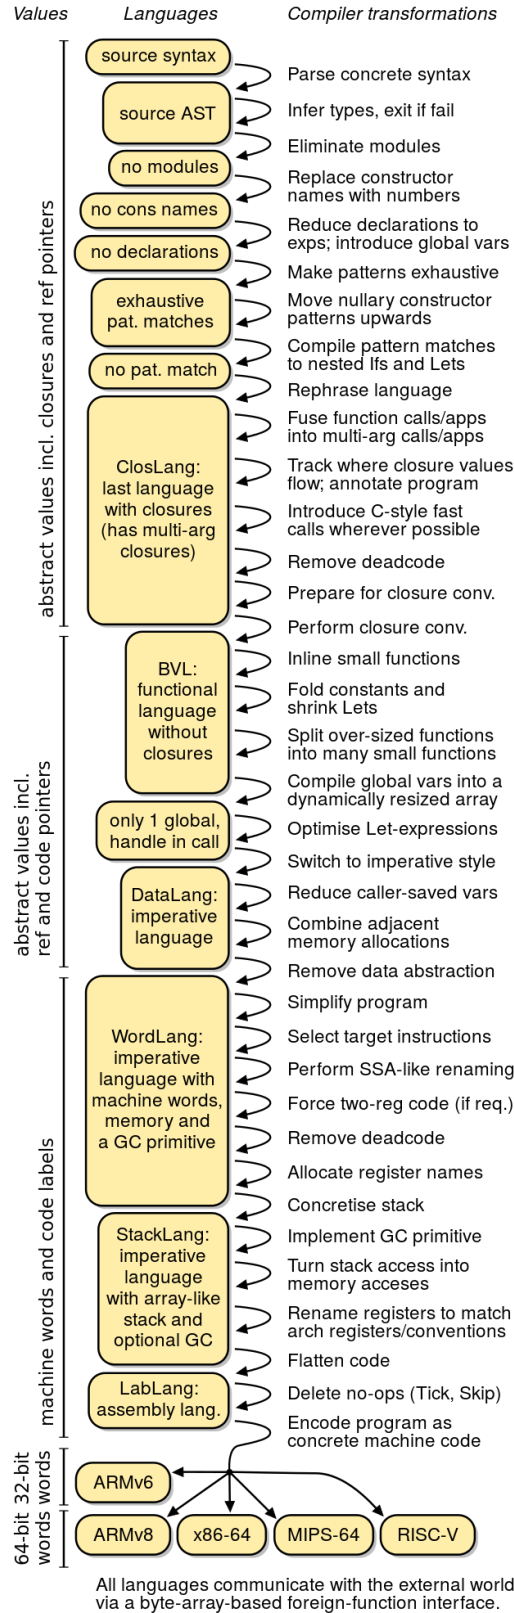 Values Languages Compiler transformations
source syntax
Parse concrete syntax
source AST
Infer types, exit if fail
Eliminate modules
no modules
Replace constructor
names with numbers
no cons names
Reduce declarations to
exps; introduce global vars
no declarations
Make patterns exhaustive
exhaustive
pat. matches
Move nullary constructor
patterns upwards
Compile pattern matches
to nested Ifs and Lets
no pat. match
Rephrase language
abstract values incl. closures and ref pointers
ClosLang:
last language
with closures
(has multi-arg
closures)
Fuse function calls/apps
into multi-arg calls/apps
Track where closure values
flow; annotate program
Introduce C-style fast
calls wherever possible
Remove deadcode
Prepare for closure conv.
Perform closure conv.
BVL:
functional
language
without
closures
Inline small functions
Fold constants and
shrink Lets
Split over-sized functions
into many small functions
Compile global vars into a
dynamically resized array
only 1 global,
handle in call
Optimise Let-expressions
Switch to imperative style
abstract values incl.
ref and code pointers
DataLang:
imperative
language
Reduce caller-saved vars
Combine adjacent
memory allocations
Remove data abstraction
WordLang:
imperative
language with
machine words,
memory and
a GC primitive
Simplify program
Select target instructions
Perform SSA-like renaming
Force two-reg code (if req.)
Remove deadcode
Allocate register names
Concretise stack
machine words and code labels
StackLang:
imperative
language
with array-like
stack and
optional GC
Implement GC primitive
Turn stack access into
memory acceses
Rename registers to match
arch registers/conventions
Flatten code
LabLang:
assembly lang.
Delete no-ops (Tick, Skip)
Encode program as
concrete machine code
32-bit
words
ARMv6
64-bit
words
ARMv8 x86-64 MIPS-64 RISC-V
All languages communicate with the external world
via a byte-array-based foreign-function interface.